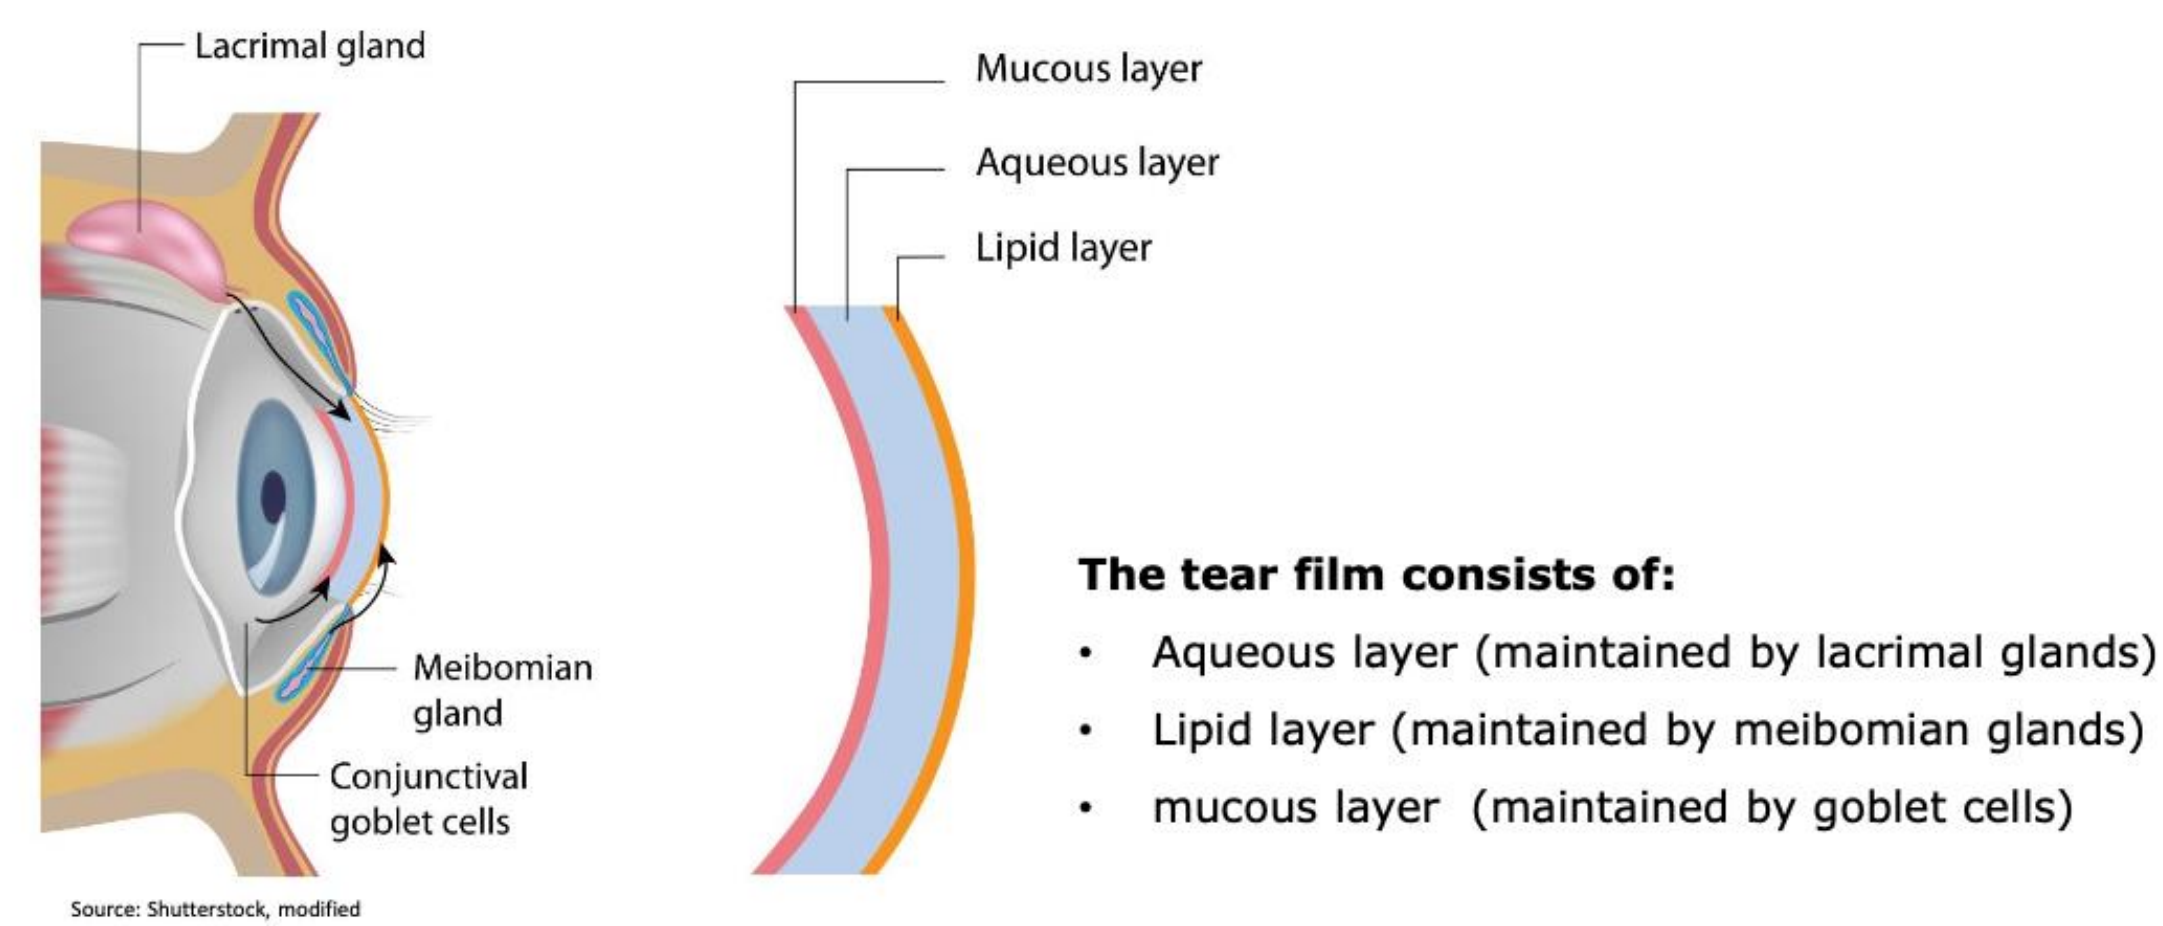 Lacrimal gland
Mucous layer
Aqueous layer
Lipid layer
Meibomian
gland
Conjunctival
goblet cells
The tear film consists of:
• Aqueous layer (maintained by lacrimal glands)
• Lipid layer (maintained by meibomian glands)
• mucous layer (maintained by goblet cells)
Source: Shutterstock, modified